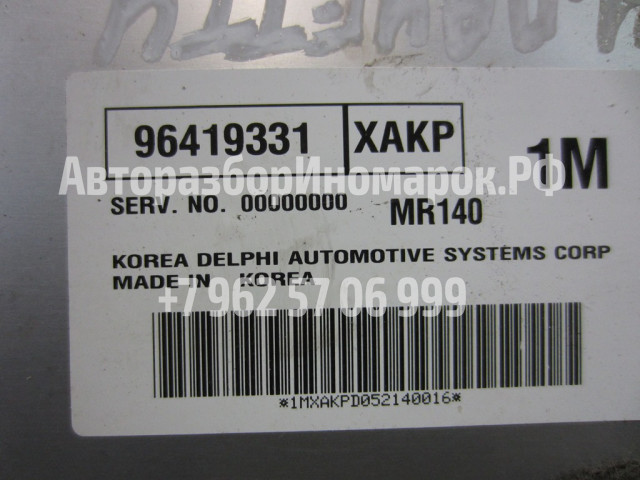 96419331 XAKP 1M
АвторазборИномарок.РФ
SERV. NO. 00000000 MR140
KOREA DELPHI AUTOMOTIVE SYSTEMS CORP
MADE IN KOREA
+7 962 57 06 999
*1MXAKPD052140016*